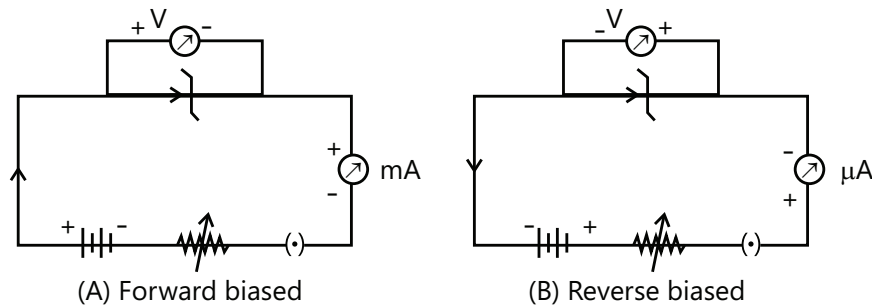 + V -
- V +
+
mA
-
-
μA
+
+ -
(•)
- +
(•)
(A) Forward biased
(B) Reverse biased